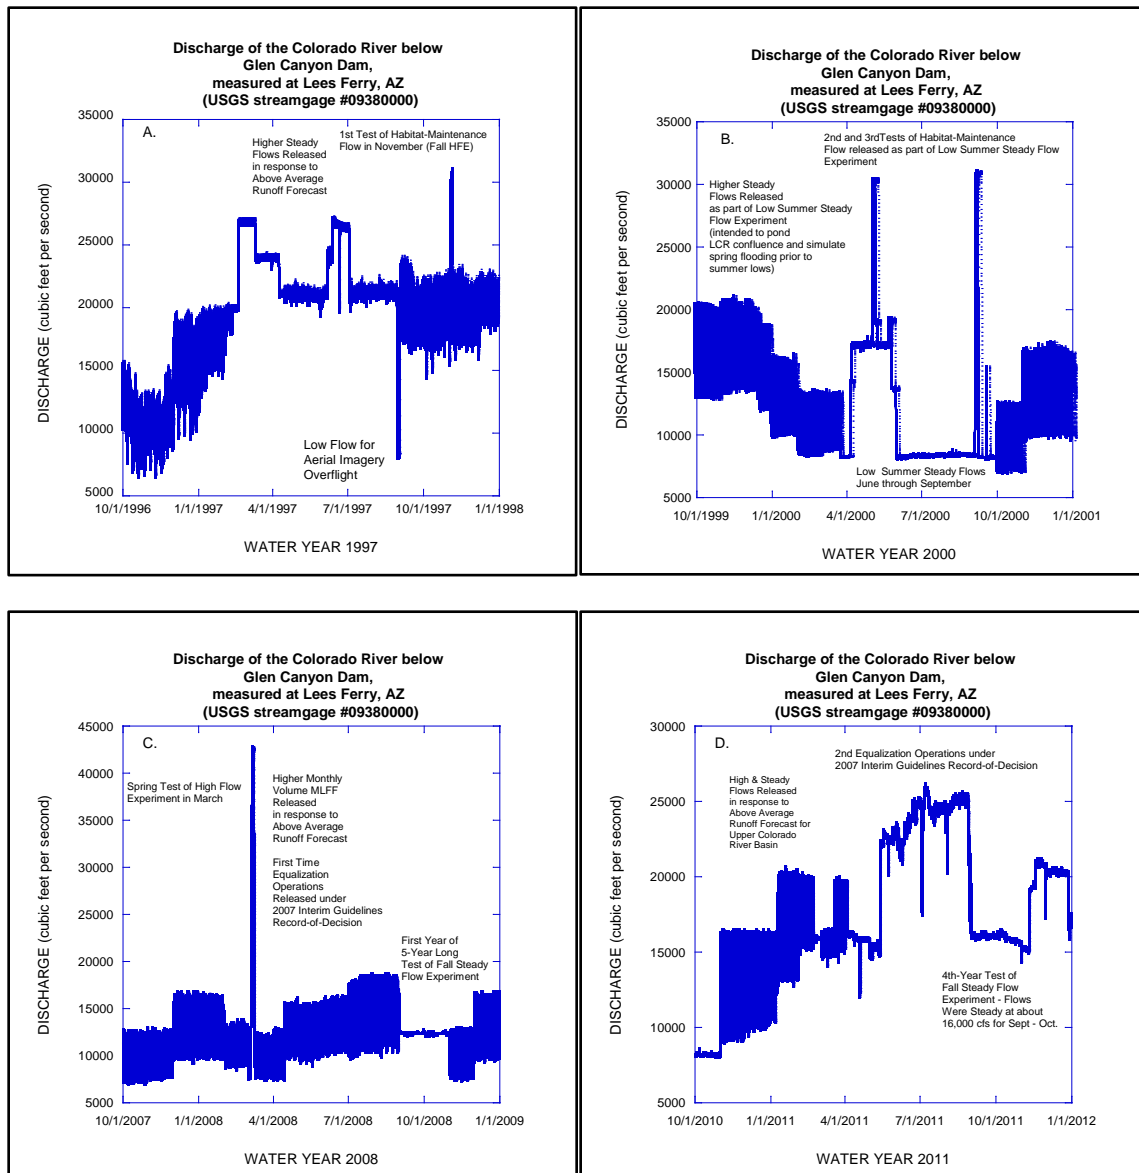 Discharge of the Colorado River below
Glen Canyon Dam,
measured at Lees Ferry, AZ
(USGS streamgage #09380000)
35000
30000
25000
20000
15000
10000
5000
DISCHARGE (cubic feet per second)
A.
Higher Steady
Flows Released
in response to
Above Average
Runoff Forecast
1st Test of Habitat-Maintenance
Flow in November (Fall HFE)
Low Flow for
Aerial Imagery
Overflight
10/1/1996
1/1/1997
4/1/1997
7/1/1997
10/1/1997
1/1/1998
WATER YEAR 1997
Discharge of the Colorado River below
Glen Canyon Dam,
measured at Lees Ferry, AZ
(USGS streamgage #09380000)
35000
30000
25000
20000
15000
10000
5000
DISCHARGE (cubic feet per second)
B.
2nd and 3rdTests of Habitat-Maintenance
Flow released as part of Low Summer Steady Flow
Experiment
Higher Steady
Flows Released
as part of Low Summer Steady
Flow Experiment
(intended to pond
LCR confluence and simulate
spring flooding prior to
summer lows)
Low Summer Steady Flows
June through September
10/1/1999
1/1/2000
4/1/2000
7/1/2000
10/1/2000
1/1/2001
WATER YEAR 2000
Discharge of the Colorado River below
Glen Canyon Dam,
measured at Lees Ferry, AZ
(USGS streamgage #09380000)
45000
40000
35000
30000
25000
20000
15000
10000
5000
DISCHARGE (cubic feet per second)
C.
Spring Test of High Flow
Experiment in March
Higher Monthly
Volume MLFF
Released
in response to
Above Average
Runoff Forecast
First Time
Equalization
Operations
Released under
2007 Interim Guidelines
Record-of-Decision
First Year of
5-Year Long
Test of Fall Steady
Flow Experiment
10/1/2007
1/1/2008
4/1/2008
7/1/2008
10/1/2008
1/1/2009
WATER YEAR 2008
Discharge of the Colorado River below
Glen Canyon Dam,
measured at Lees Ferry, AZ
(USGS streamgage #09380000)
30000
25000
20000
15000
10000
5000
DISCHARGE (cubic feet per second)
D.
2nd Equalization Operations under
2007 Interim Guidelines Record-of-Decision
High & Steady
Flows Released
in response to
Above Average
Runoff Forecast for
Upper Colorado
River Basin
4th-Year Test of
Fall Steady Flow
Experiment - Flows
Were Steady at about
16,000 cfs for Sept - Oct.
10/1/2010
1/1/2011
4/1/2011
7/1/2011
10/1/2011
1/1/2012
WATER YEAR 2011